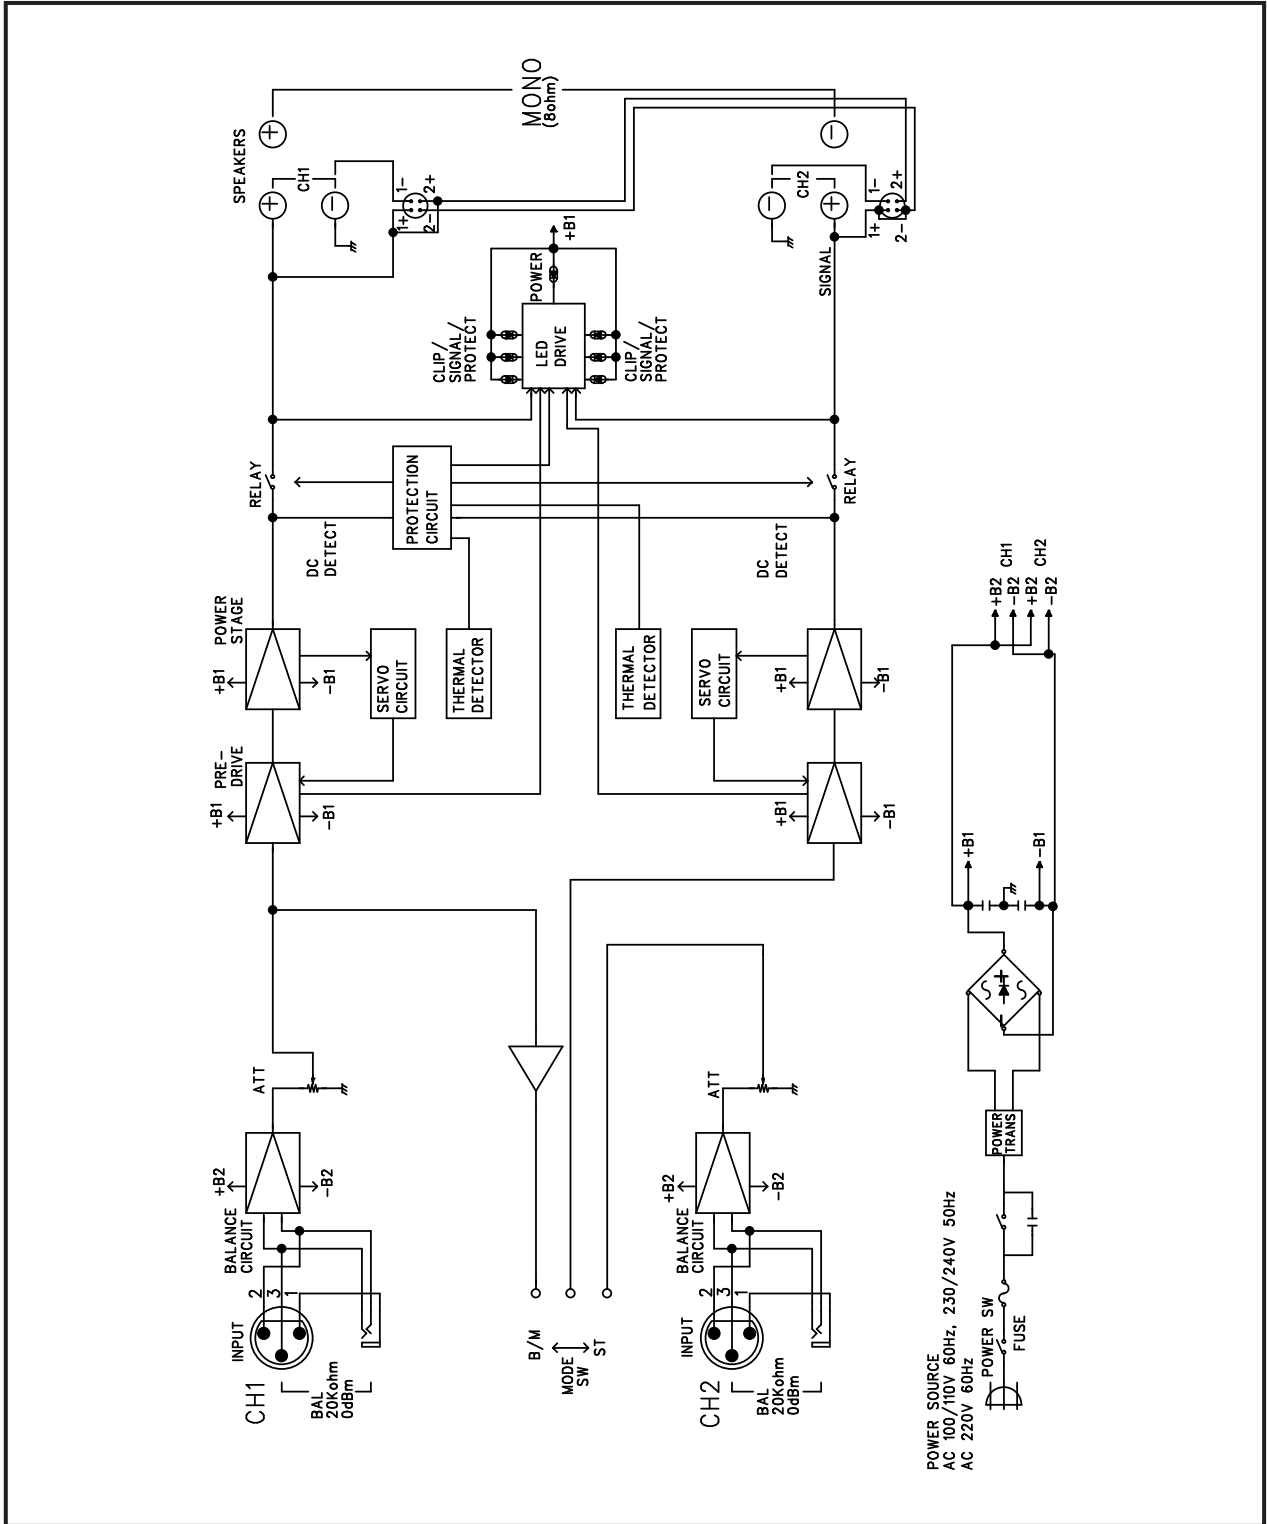 CH1
INPUT
2
3
1
BAL
20Kohm
0dBm
BALANCE
CIRCUIT
+B2
-B2
ATT
PRE-
DRIVE
+B1
-B1
POWER
STAGE
+B1
-B1
SERVO
CIRCUIT
THERMAL
DETECTOR
DC
DETECT
PROTECTION
CIRCUIT
RELAY
CLIP/
SIGNAL/
PROTECT
LED
DRIVE
POWER
+B1
CLIP/
SIGNAL/
PROTECT
SPEAKERS
CH1
1-
2+
1+
2-
MONO
(8ohm)
B/M
MODE
SW
ST
CH2
INPUT
2
3
1
BAL
20Kohm
0dBm
BALANCE
CIRCUIT
+B2
-B2
ATT
+B1
-B1
+B1
-B1
SERVO
CIRCUIT
THERMAL
DETECTOR
DC
DETECT
RELAY
SIGNAL
CH2
1-
2+
1+
2-
POWER SOURCE
AC 100/110V 60Hz, 230/240V 50Hz
AC 220V 60Hz
POWER SW
FUSE
POWER
TRANS
+B1
-B1
+B2
-B2
CH1
+B2
-B2
CH2